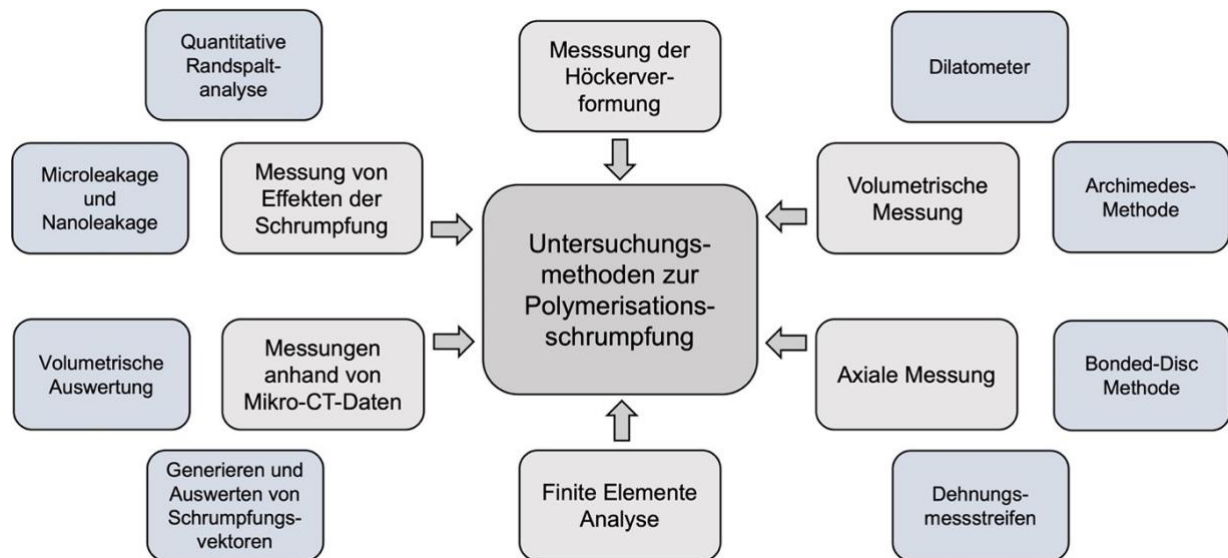 Quantitative
Randspalt-
analyse
Messsung der
Höckerver-
formung
Dilatometer
Microleakage
und
Nanoleakage
Messung von
Effekten der
Schrumpfung
Volumetrische
Messung
Archimedes-
Methode
Untersuchungs-
methoden zur
Polymerisations-
schrumpfung
Volumetrische
Auswertung
Messungen
anhand von
Mikro-CT-Daten
Axiale Messung
Bonded-Disc
Methode
Generieren und
Auswerten von
Schrumpfungs-
vektoren
Finite Elemente
Analyse
Dehnungs-
messstreifen